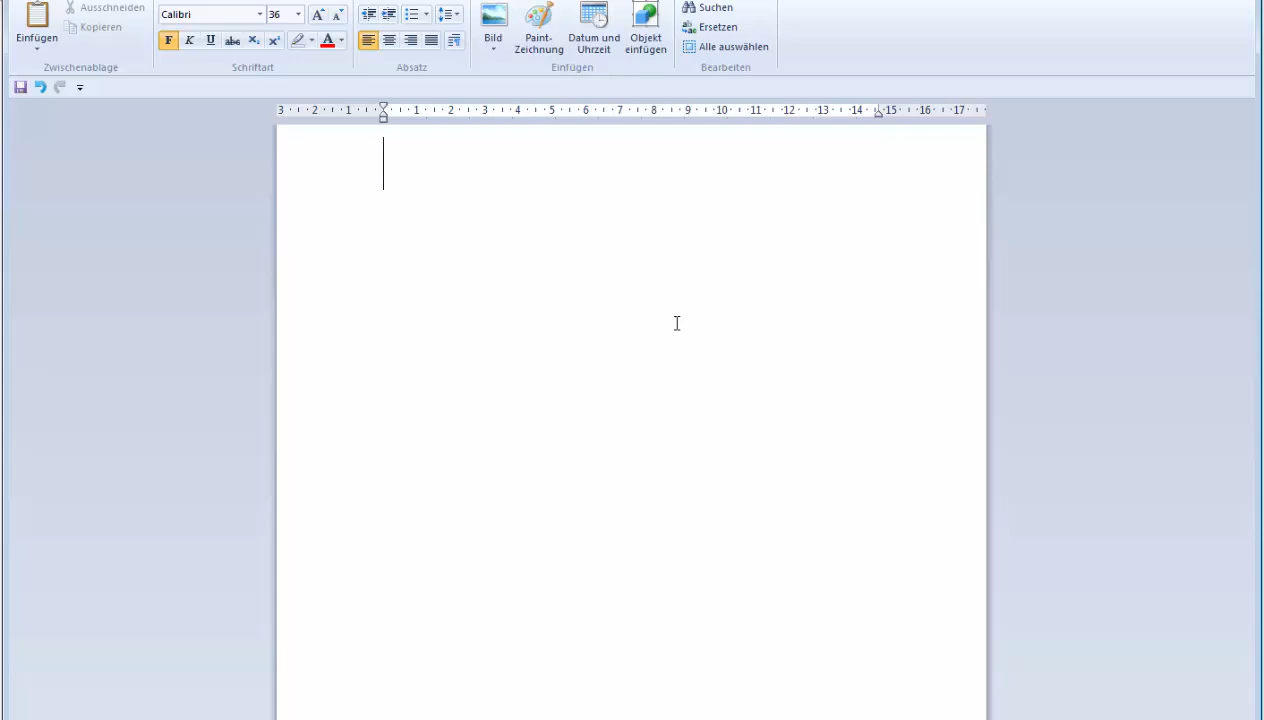 Einfügen
Ausschneiden
Kopieren
Zwischenablage
Calibri 36
F K U abc X₂ X²
A
Schriftart
Absatz
Bild
Paint-
Zeichnung
Datum und
Uhrzeit
Objekt
einfügen
Einfügen
Suchen
Ersetzen
Alle auswählen
Bearbeiten
3 2 1 1 2 3 4 5 6 7 8 9 10 11 12 13 14 15 16 17